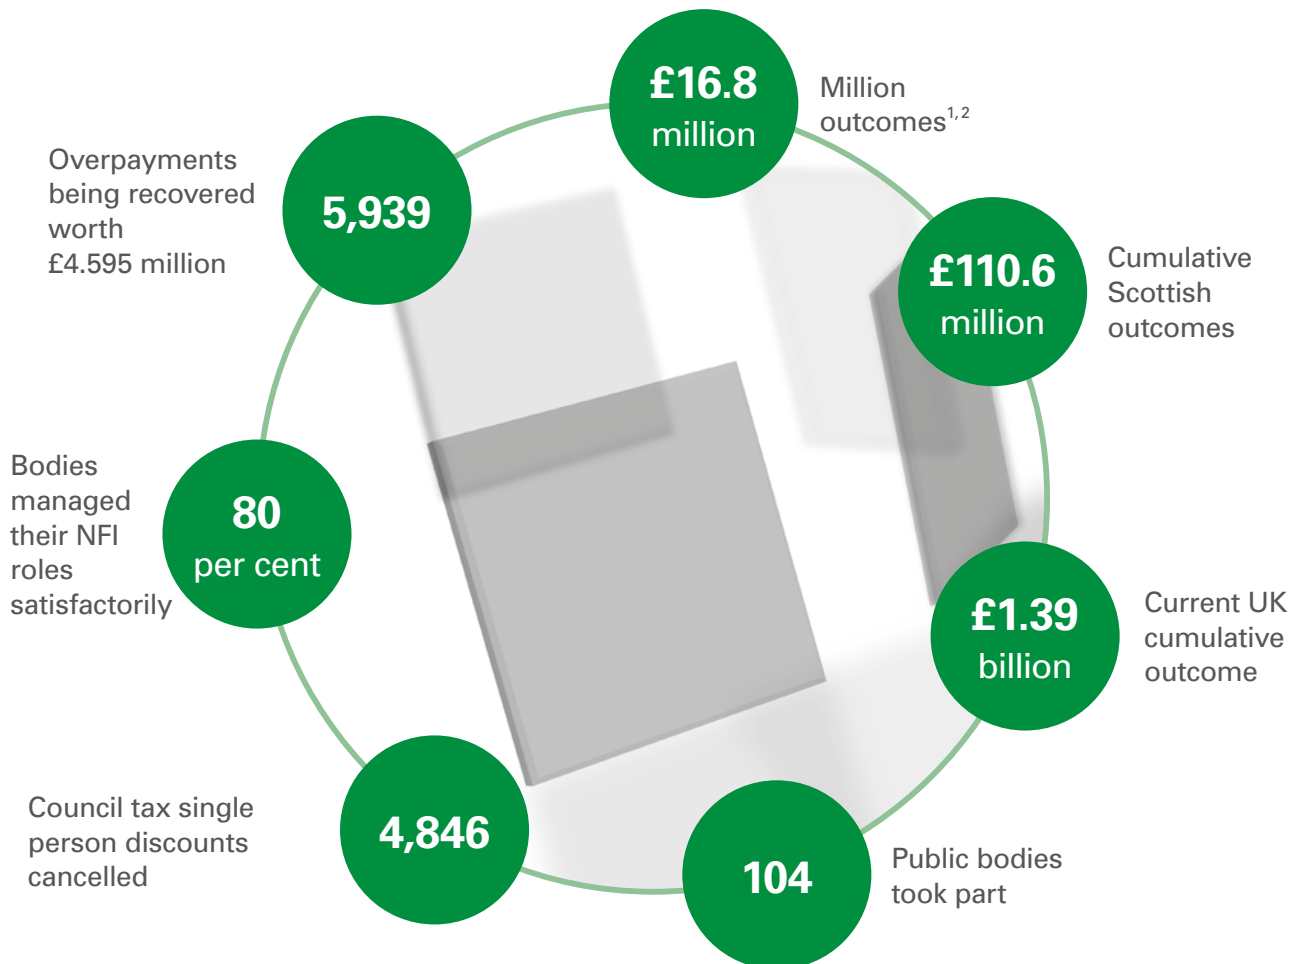 £16.8
million
Million
outcomes1,2
£110.6
million
Cumulative
Scottish
outcomes
£1.39
billion
Current UK
cumulative
outcome
104
Public bodies
took part
4,846
Council tax single
person discounts
cancelled
80
per cent
Bodies
managed
their NFI
roles
satisfactorily
5,939
Overpayments
being recovered
worth
£4.595 million